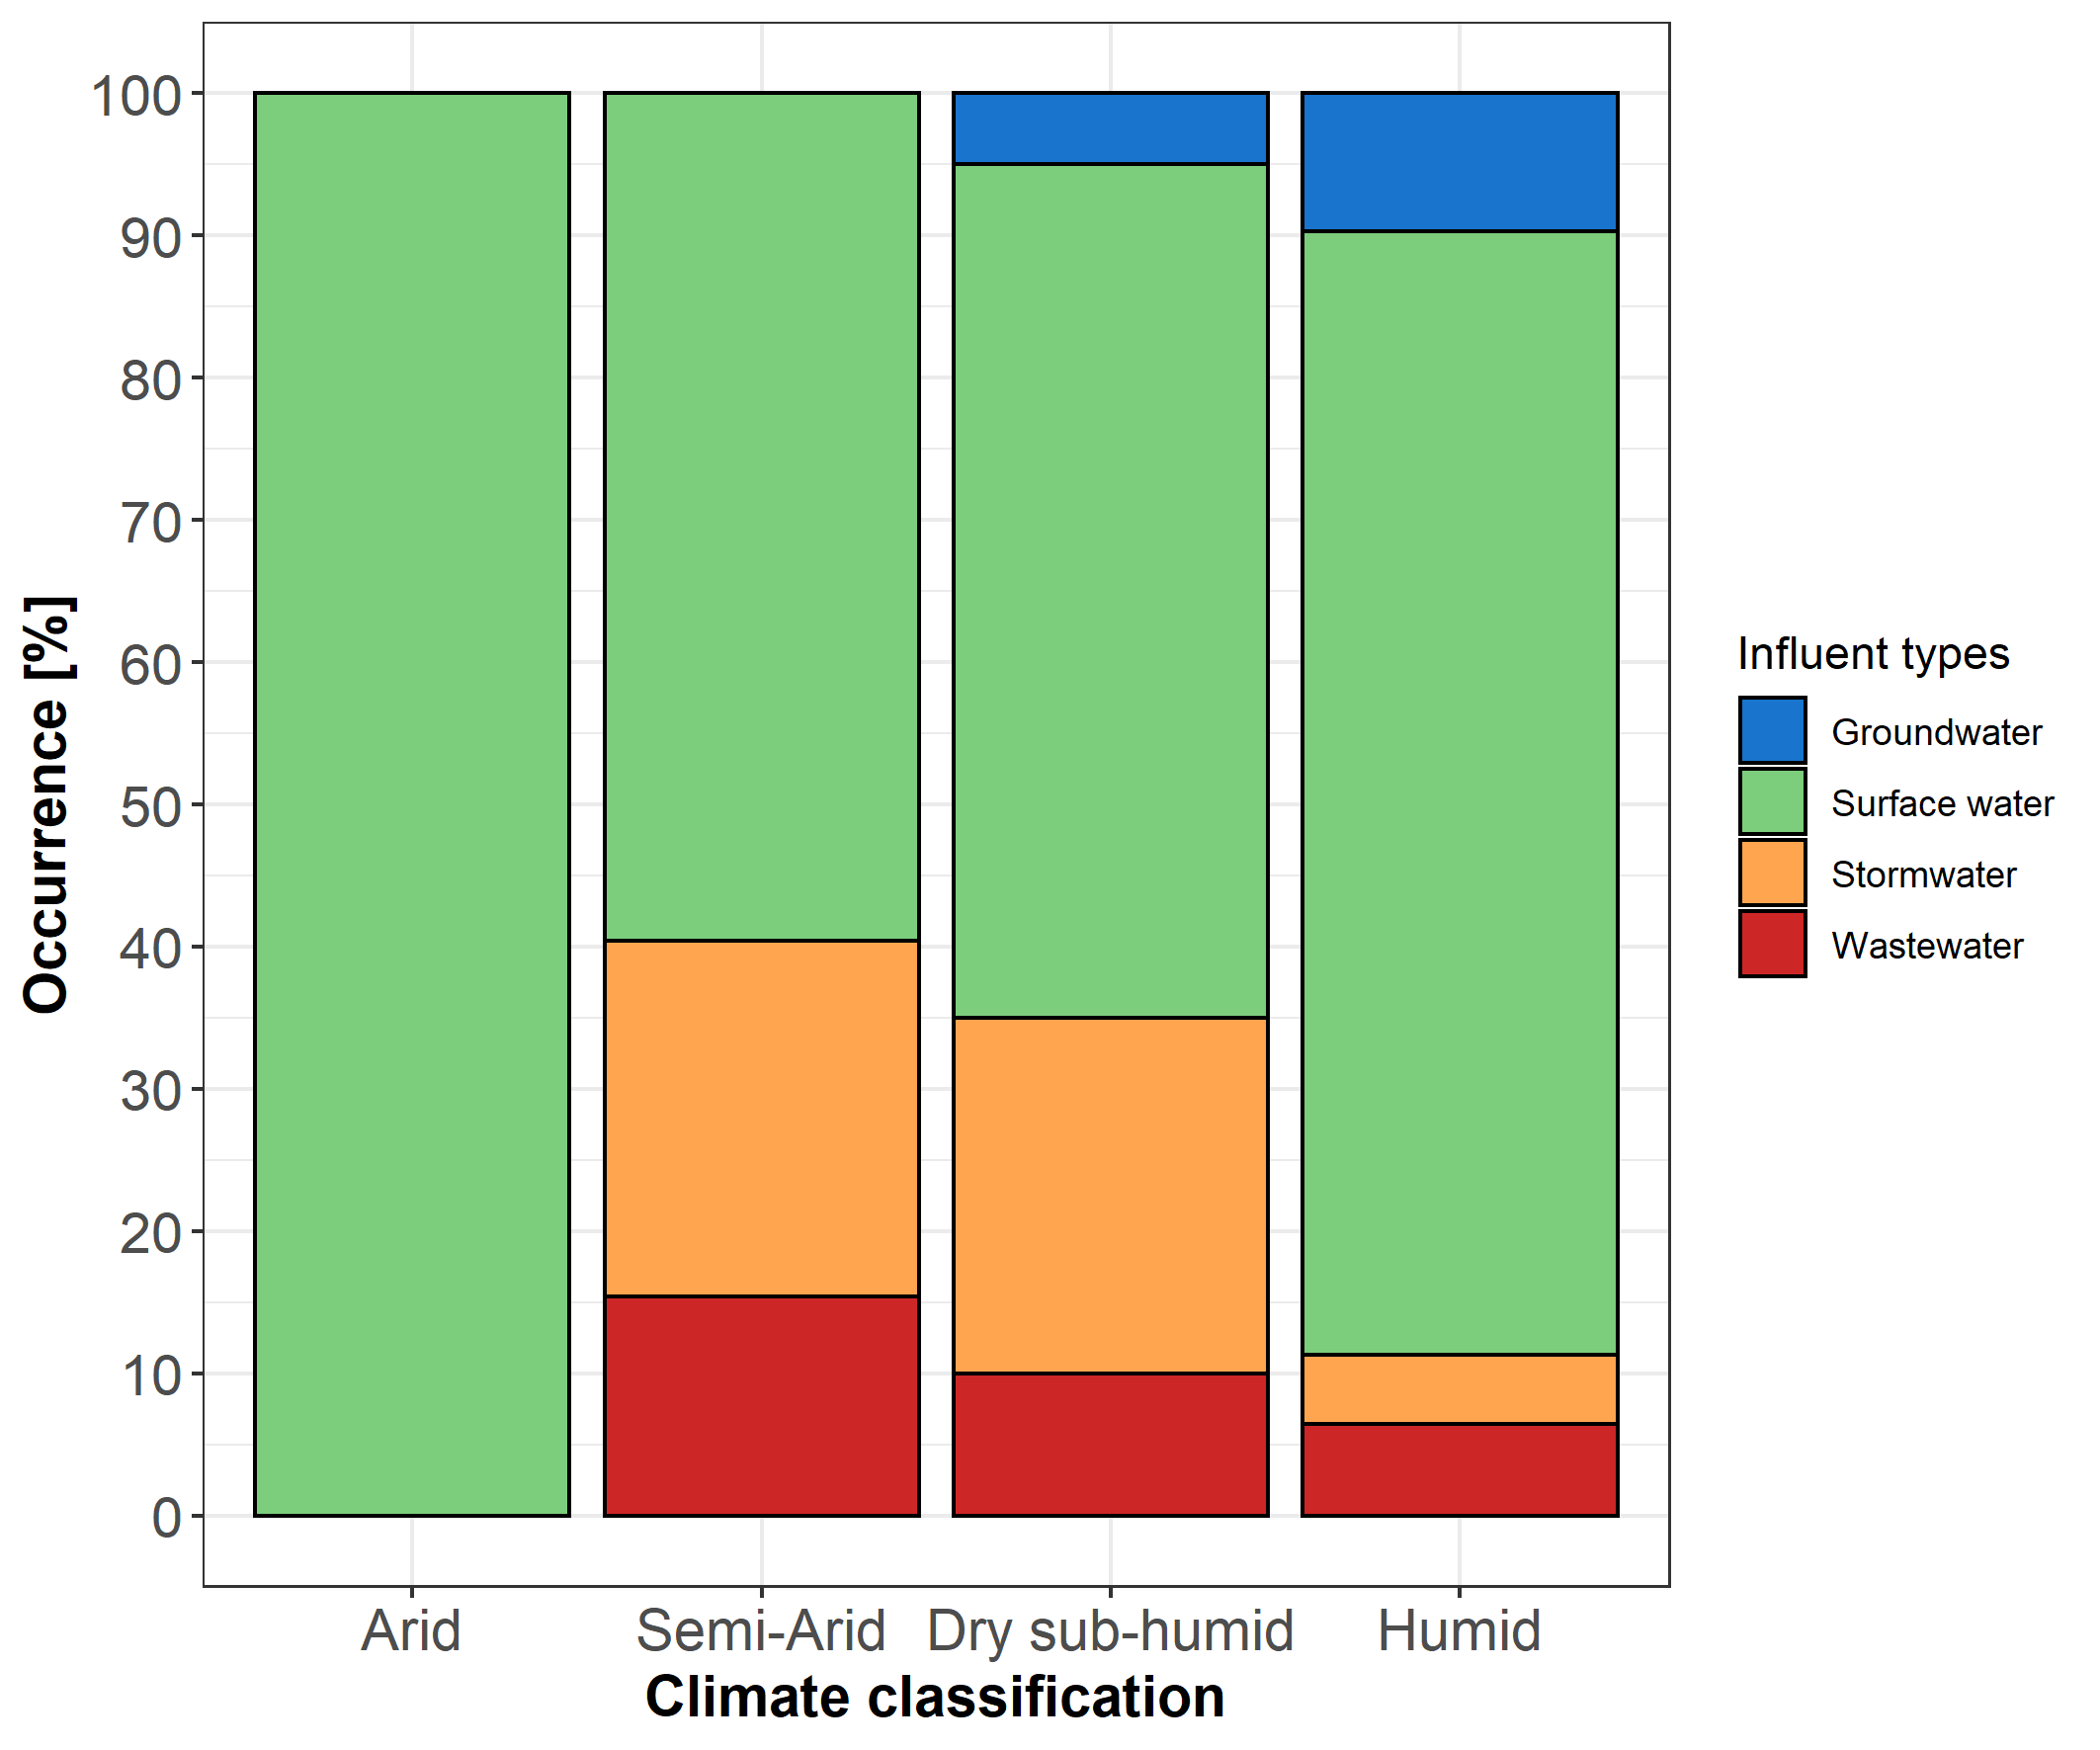 Occurrence [%]
100
90
80
70
60
50
40
30
20
10
0
Arid
Semi-Arid
Dry sub-humid
Humid
Climate classification
Influent types
Groundwater
Surface water
Stormwater
Wastewater